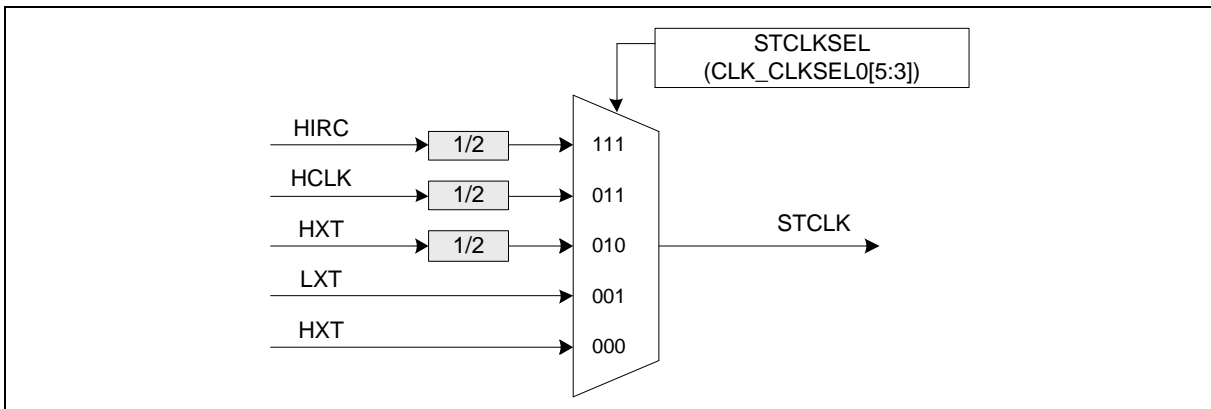 STCLKSEL
(CLK_CLKSEL0[5:3])
HIRC
1/2
111
HCLK
1/2
011
HXT
1/2
010
STCLK
LXT
001
HXT
000